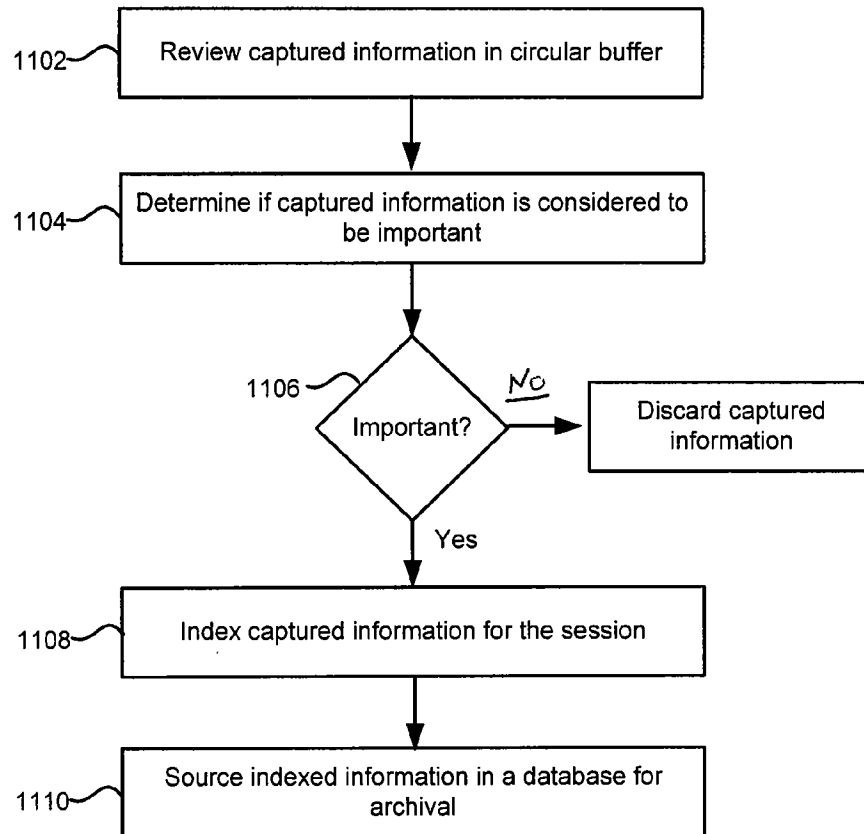 1102
Review captured information in circular buffer
1104
Determine if captured information is considered to
be important
1106
Important?
No
Discard captured
information
Yes
1108
Index captured information for the session
1110
Source indexed information in a database for
archival